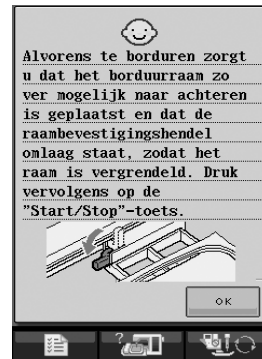 Alvorens te borduren zorgt
u dat het borduurraam zo
ver mogelijk naar achteren
is geplaatst en dat de
raambevestigingshendel
omlaag staat, zodat het
raam is vergrendeld. Druk
vervolgens op de
"Start/Stop"-toets.
OK
?